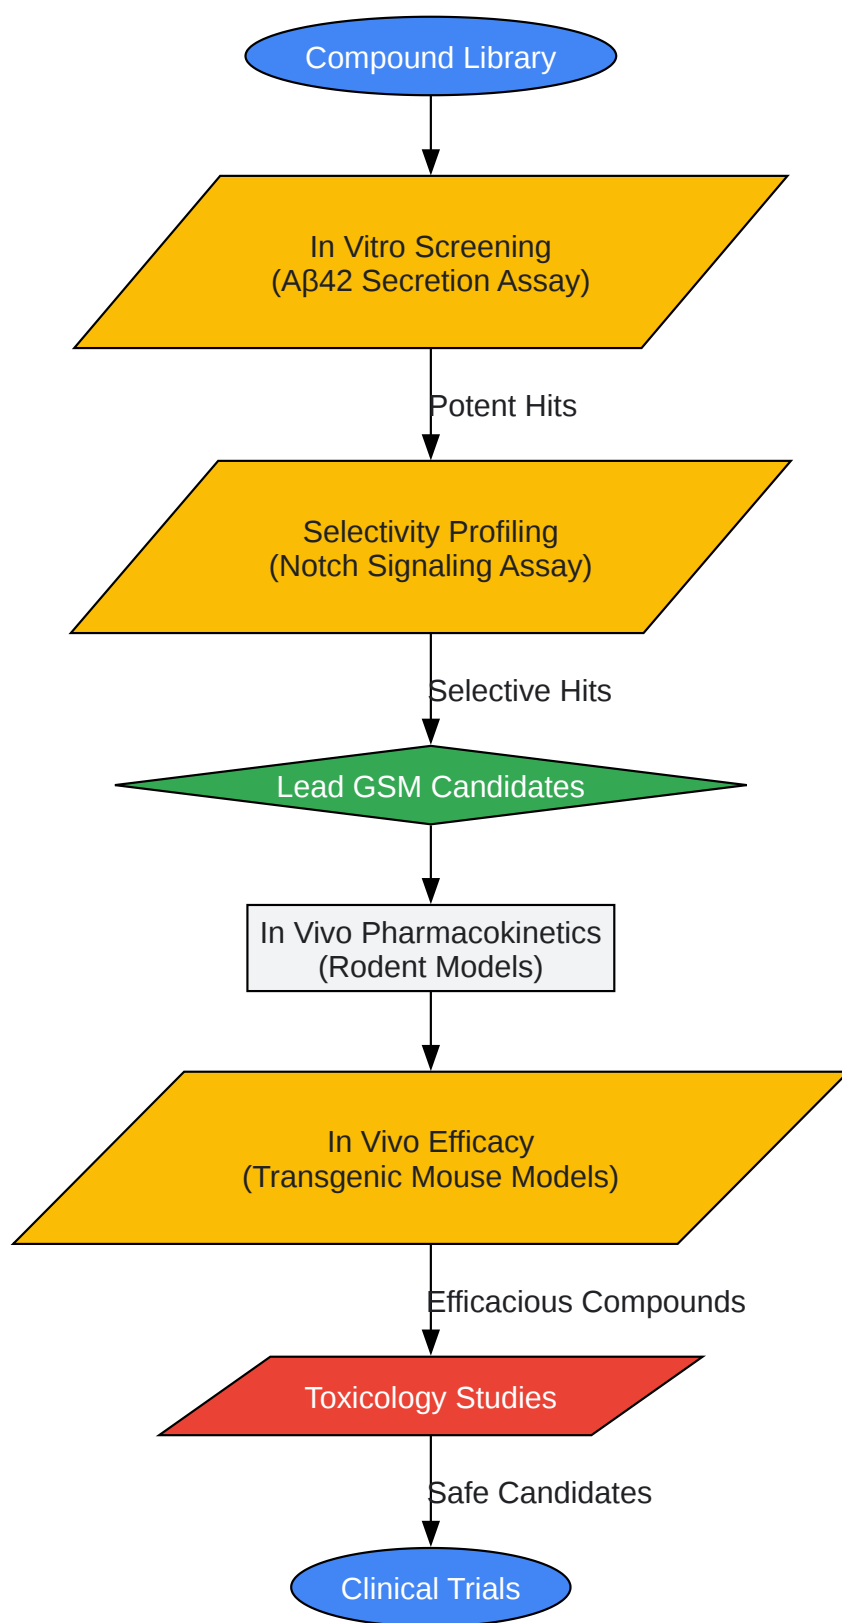 Compound Library
In Vitro Screening
(Aβ42 Secretion Assay)
Potent Hits
Selectivity Profiling
(Notch Signaling Assay)
Selective Hits
Lead GSM Candidates
In Vivo Pharmacokinetics
(Rodent Models)
In Vivo Efficacy
(Transgenic Mouse Models)
Efficacious Compounds
Toxicology Studies
Safe Candidates
Clinical Trials